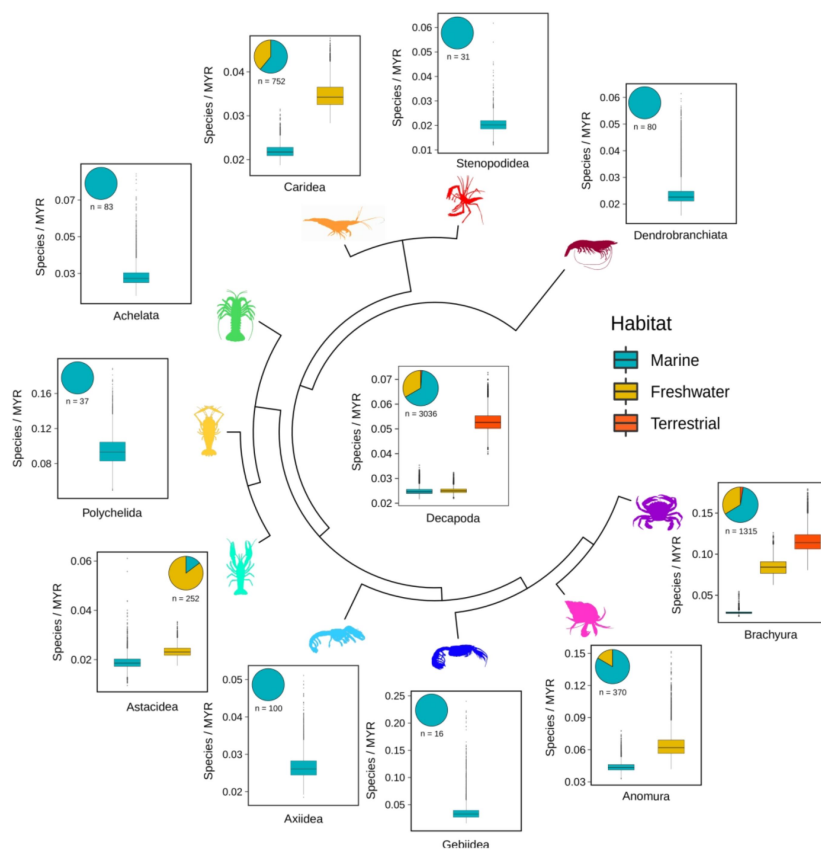 Species / MYR
0.06
0.05
0.04
0.03
0.02
0.01
n = 31
Stenopodidea
Species / MYR
0.04
0.03
0.02
n = 752
Caridea
Species / MYR
0.06
0.05
0.04
0.03
0.02
n = 80
Dendrobranchiata
Species / MYR
0.07
0.05
0.03
n = 83
Achelata
Habitat
Marine
Freshwater
Terrestrial
Species / MYR
0.16
0.12
0.08
n = 37
Polychelida
Species / MYR
0.07
0.06
0.05
0.04
0.03
0.02
n = 3036
Decapoda
Species / MYR
0.15
0.10
0.05
n = 1315
Brachyura
Species / MYR
0.06
0.04
0.02
n = 252
Astacidea
Species / MYR
0.15
0.12
0.09
0.06
0.03
n = 370
Anomura
Species / MYR
0.05
0.04
0.03
0.02
n = 100
Axiidea
Species / MYR
0.25
0.20
0.15
0.10
0.05
n = 16
Gebiidea